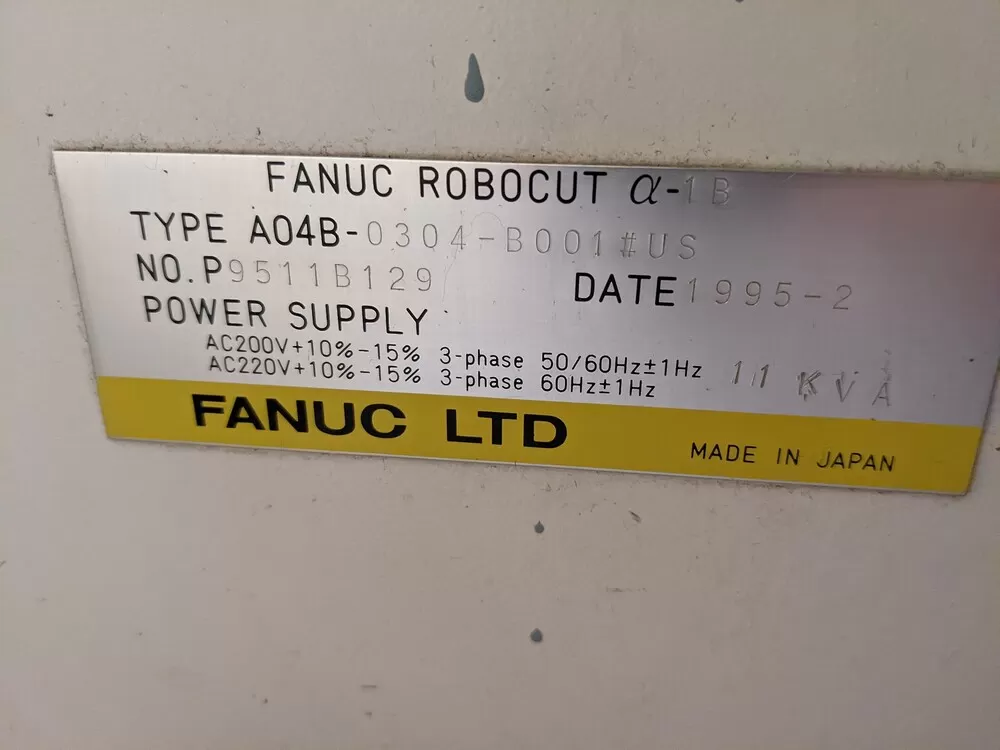 FANUC ROBOCUT α-1B
TYPE A04B-0304-B001#US
NO.P9511B129 DATE 1995-2
POWER SUPPLY
AC200V+10%-15% 3-phase 50/60Hz±1Hz 11 KVA
AC220V+10%-15% 3-phase 60Hz±1Hz
FANUC LTD MADE IN JAPAN